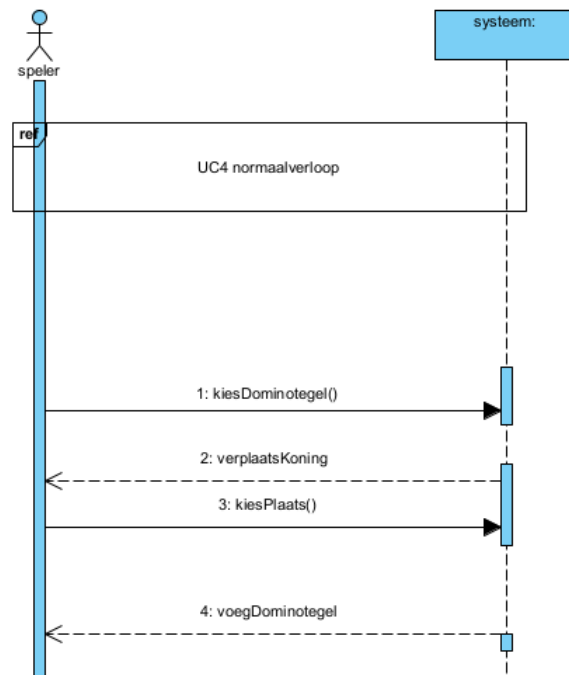 systeem:
speler
ref
UC4 normaalverloop
1: kiesDominotegel()
2: verplaatsKoning
3: kiesPlaats()
4: voegDominotegel